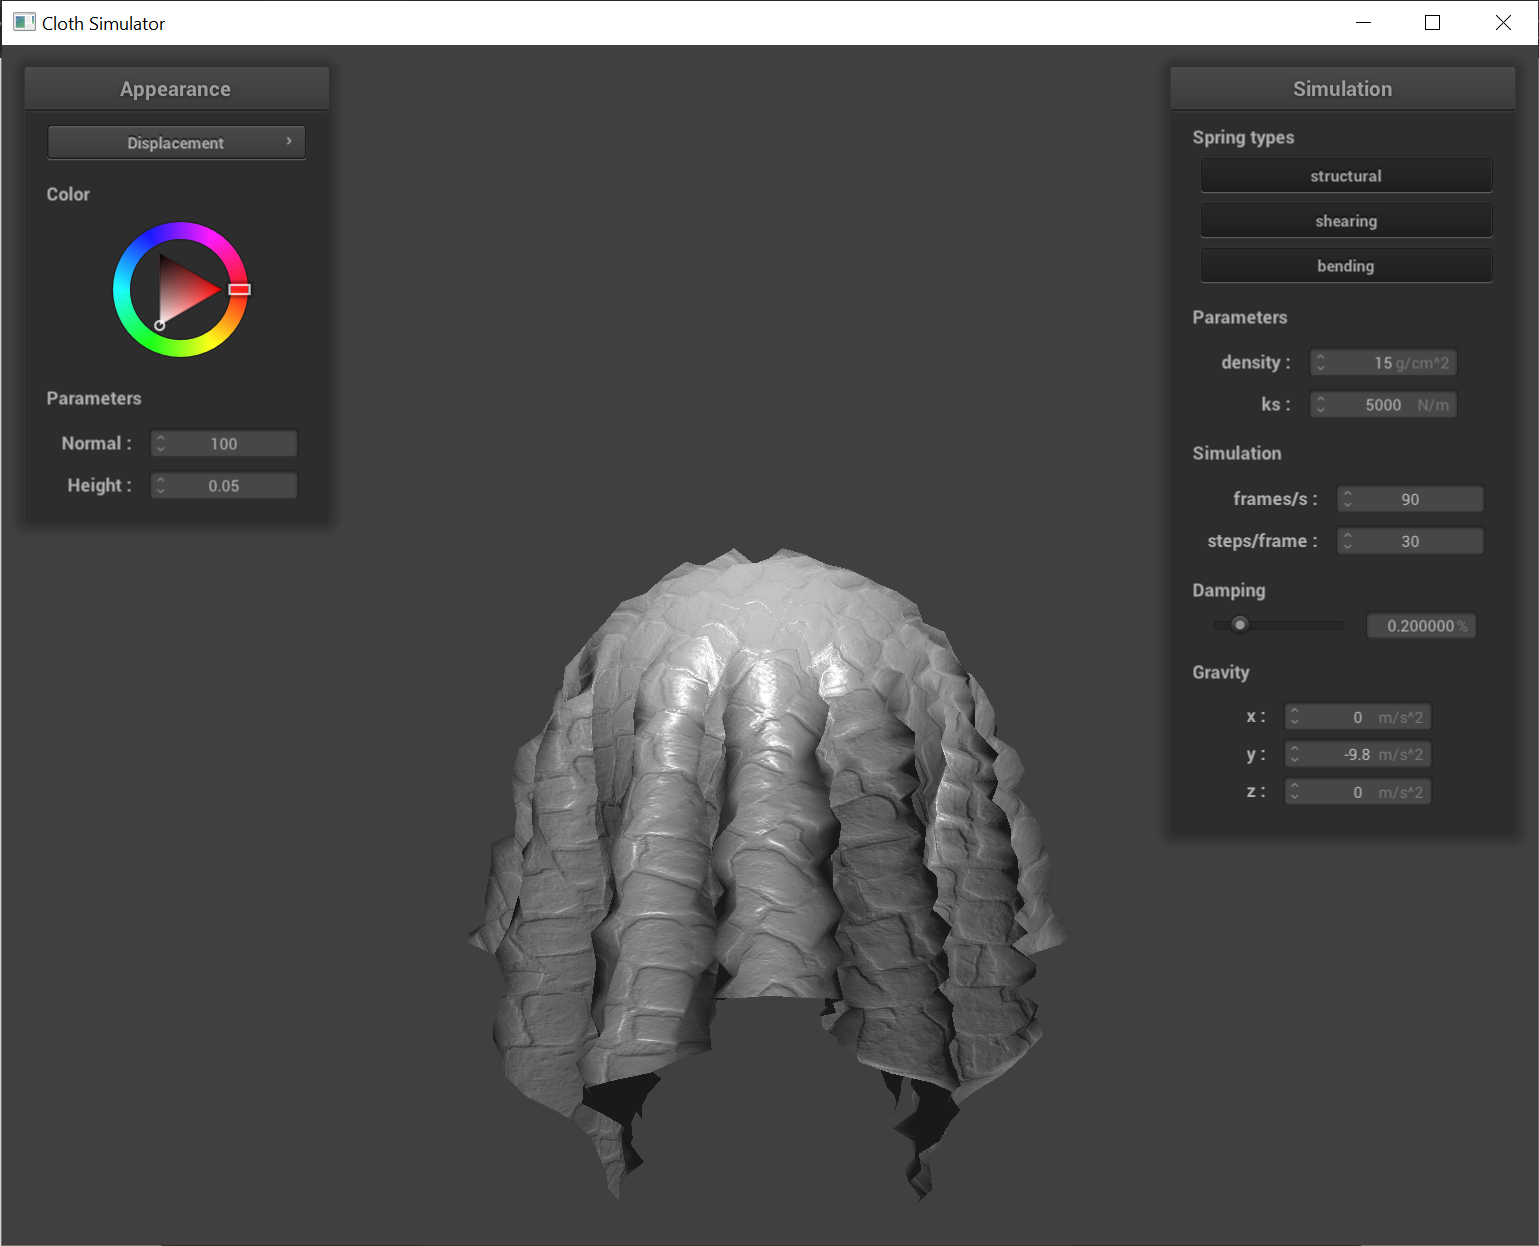 Cloth Simulator
Appearance
Displacement
Color
Parameters
Normal : 100
Height : 0.05
Simulation
Spring types
structural
shearing
bending
Parameters
density : 15 g/cm^2
ks : 5000 N/m
Simulation
frames/s : 90
steps/frame : 30
Damping
0.200000 %
Gravity
x : 0 m/s^2
y : -9.8 m/s^2
z : 0 m/s^2